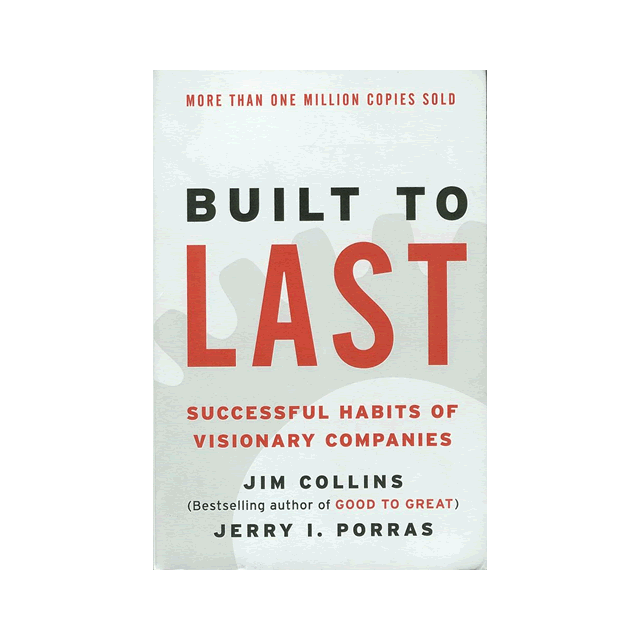 MORE THAN ONE MILLION COPIES SOLD
BUILT TO
LAST
SUCCESSFUL HABITS OF
VISIONARY COMPANIES
JIM COLLINS
(Bestselling author of GOOD TO GREAT)
JERRY I. PORRAS